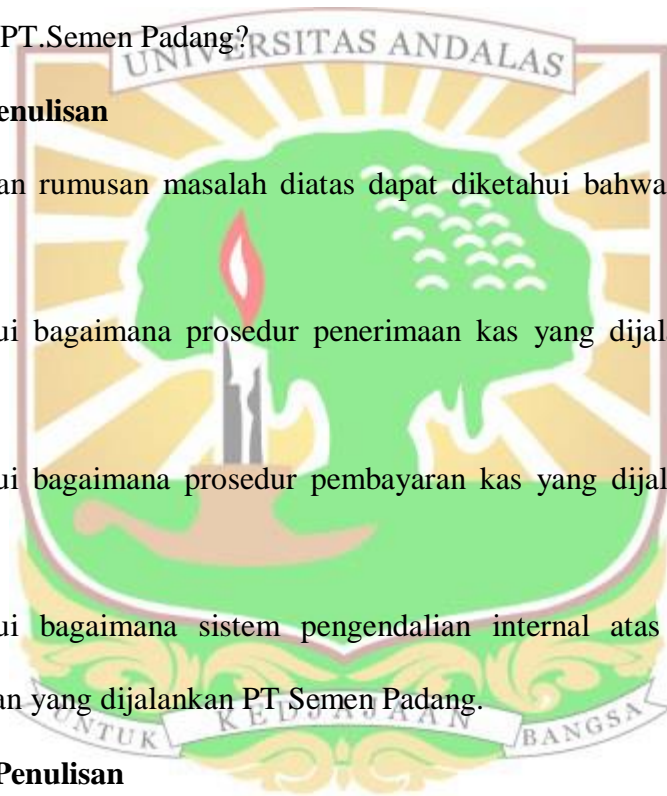 PT.Semen Padang?
UNIVERSITAS ANDALAS
enulisan
an rumusan masalah diatas dapat diketahui bahwa
ui bagaimana prosedur penerimaan kas yang dijal
ui bagaimana prosedur pembayaran kas yang dijal
ui bagaimana sistem pengendalian internal atas
an yang dijalankan PT Semen Padang.
UNTUK KEDJAJAAN BANGSA
Penulisan